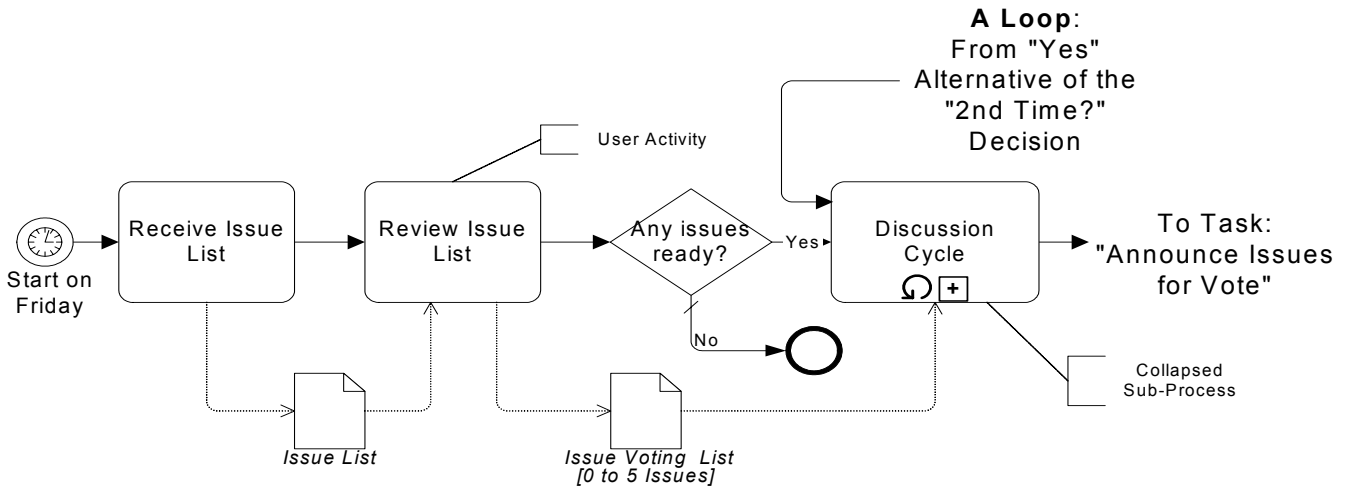 A Loop:
From "Yes"
Alternative of the
"2nd Time?"
Decision
User Activity
Receive Issue
List
Review Issue
List
Any issues
ready?
Yes
Discussion
Cycle
+
To Task:
"Announce Issues
for Vote"
Start on
Friday
No
Collapsed
Sub-Process
Issue List
Issue Voting List
[0 to 5 Issues]